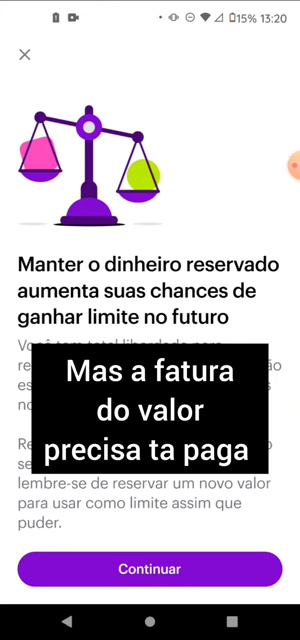 15% 13:20
Manter o dinheiro reservado
aumenta suas chances de
ganhar limite no futuro
Mas a fatura
do valor
precisa ta paga
lembre-se de reservar um novo valor
para usar como limite assim que
puder.
Continuar